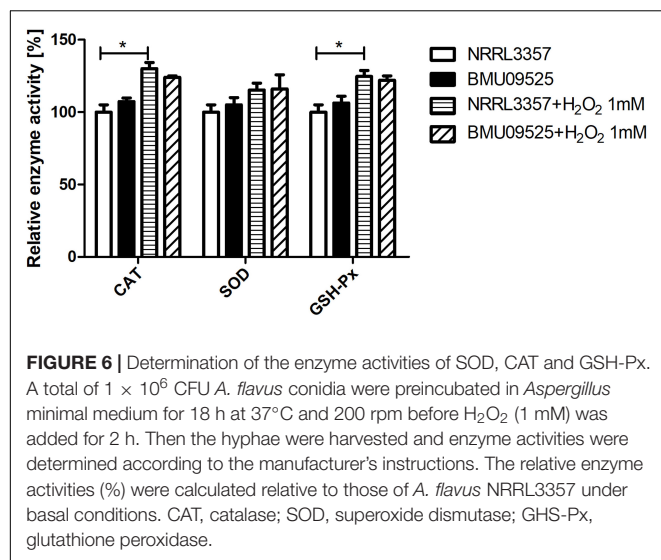 Relative enzyme activity [%]
150
100
50
0
*
*
CAT
SOD
GSH-Px
NRRL3357
BMU09525
NRRL3357+H₂O₂ 1mM
BMU09525+H₂O₂ 1mM
FIGURE 6 | Determination of the enzyme activities of SOD, CAT and GSH-Px.
A total of 1 × 10⁶ CFU A. flavus conidia were preincubated in Aspergillus
minimal medium for 18 h at 37°C and 200 rpm before H₂O₂ (1 mM) was
added for 2 h. Then the hyphae were harvested and enzyme activities were
determined according to the manufacturer's instructions. The relative enzyme
activities (%) were calculated relative to those of A. flavus NRRL3357 under
basal conditions. CAT, catalase; SOD, superoxide dismutase; GHS-Px,
glutathione peroxidase.